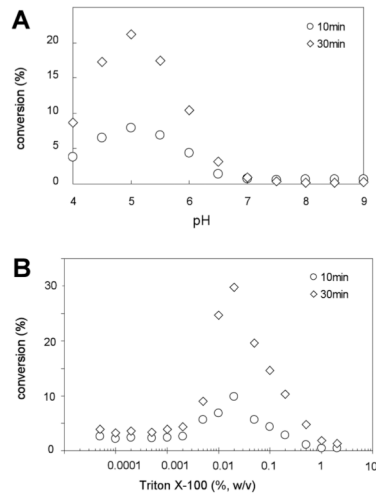 A
10min
30min
20
15
10
5
0
conversion (%)
4 5 6 7 8 9
pH
B
10min
30min
30
20
10
0
conversion (%)
0.0001 0.001 0.01 0.1 1 10
Triton X-100 (%, w/v)